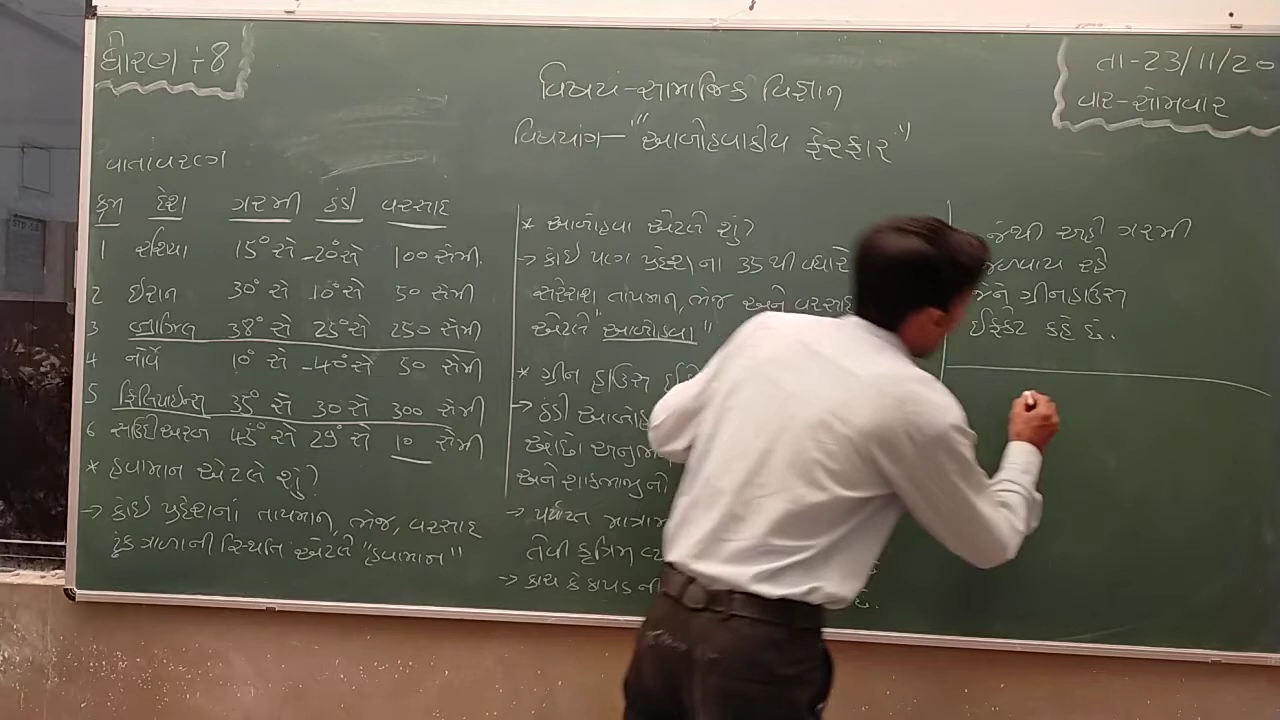 ધોરણ ÷ 8
તા-23/11/20
વાર-સોમવાર
વિષય-સામાજિક વિજ્ઞાન
વિષયાંગ-"આબોહવાકીય ફેરફાર"
વાતાવરણ
ક્રમ દેશ ગરમી ઠંડી વરસાદ
1 રશિયા 15° સે -20° સે 100 સેમી.
2 ઈરાન 30° સે 10° સે 50 સેમી
3 બ્રાઝિલ 38° સે 25° સે 250 સેમી
4 નોર્વે 10° સે -40° સે 50 સેમી
5 ફિલિપાઈન્સ 35° સે 30° સે 300 સેમી
6 સાઉદી અરબ 45° સે 29° સે 10 સેમી
* હવામાન એટલે શું?
→ કોઈ પ્રદેશનાં તાપમાન, ભેજ, વરસાદ
ટૂંકગાળાની સ્થિતિ એટલે "હવામાન"
* આબોહવા એટલે શું?
→ કોઈ પણ પ્રદેશના 35 થી વધારે
સરેરાશ તાપમાન, ભેજ અને વરસાદ
એટલે "આબોહવા"
* ગ્રીન હાઉસ
→ ઠંડી
ઓછો
અને શાકભાજીનો
→ પર્યાપ્ત
તેવી કૃત્રિમ
→ કાચ કે કાપડની
છે.
જેથી અહી ગરમી
જળવાય રહે
જેને ગ્રીનહાઉસ
ઈફેક્ટ કહે છે.